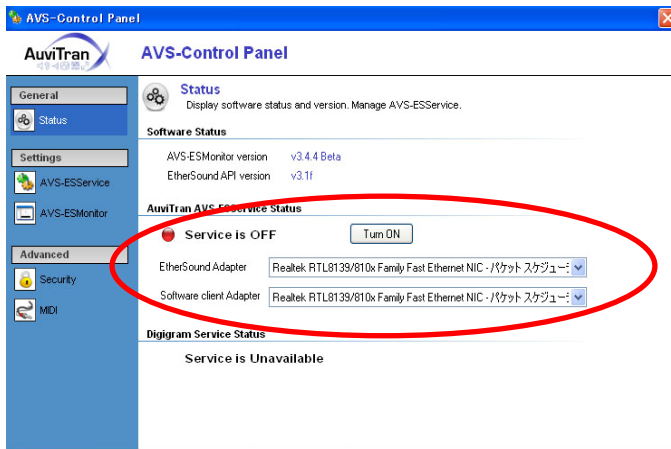 AVS-Control Panel
AuviTran
AVS-Control Panel
General
Status
Settings
AVS-ESService
AVS-ESMonitor
Advanced
Security
MIDI
Status
Display software status and version. Manage AVS-ESService.
Software Status
AVS-ESMonitor version v3.4.4 Beta
EtherSound API version v3.1f
AuviTran AVS-ESService Status
Service is OFF Turn ON
EtherSound Adapter Realtek RTL8139/810x Family Fast Ethernet NIC - パケット スケジューラ
Software client Adapter Realtek RTL8139/810x Family Fast Ethernet NIC - パケット スケジューラ
Digigram Service Status
Service is Unavailable